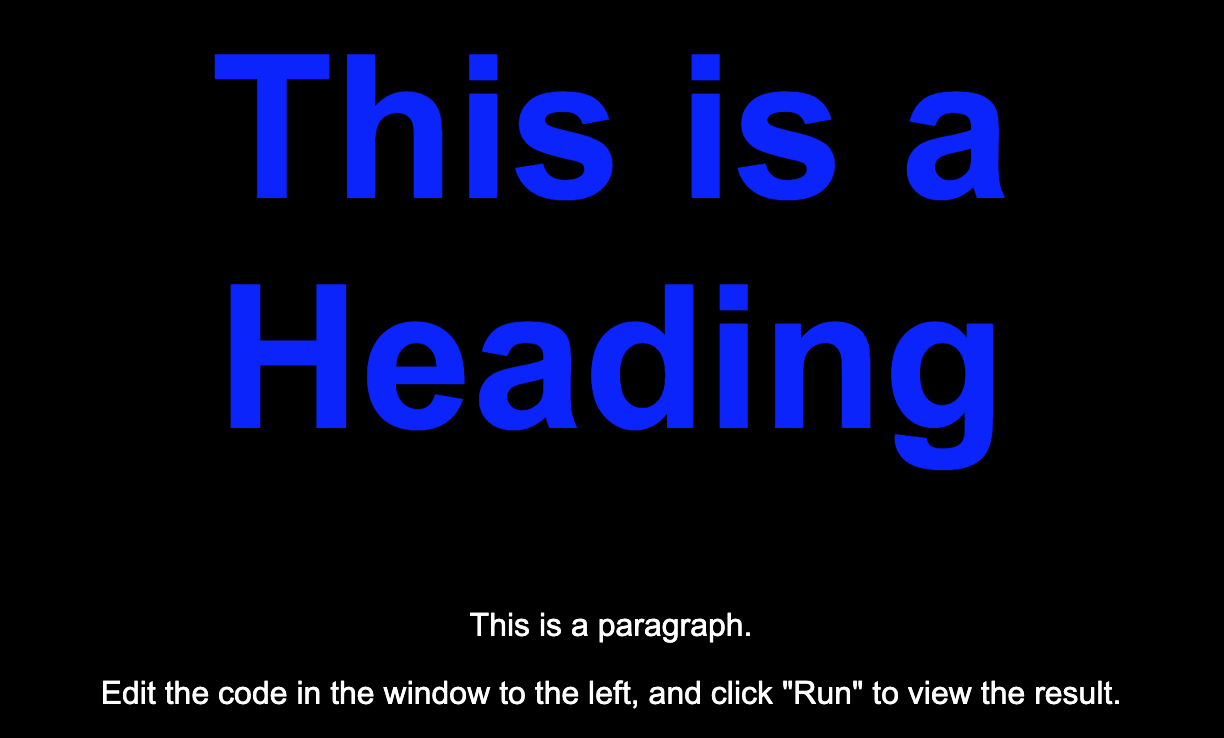 This is a
Heading
This is a paragraph.
Edit the code in the window to the left, and click "Run" to view the result.